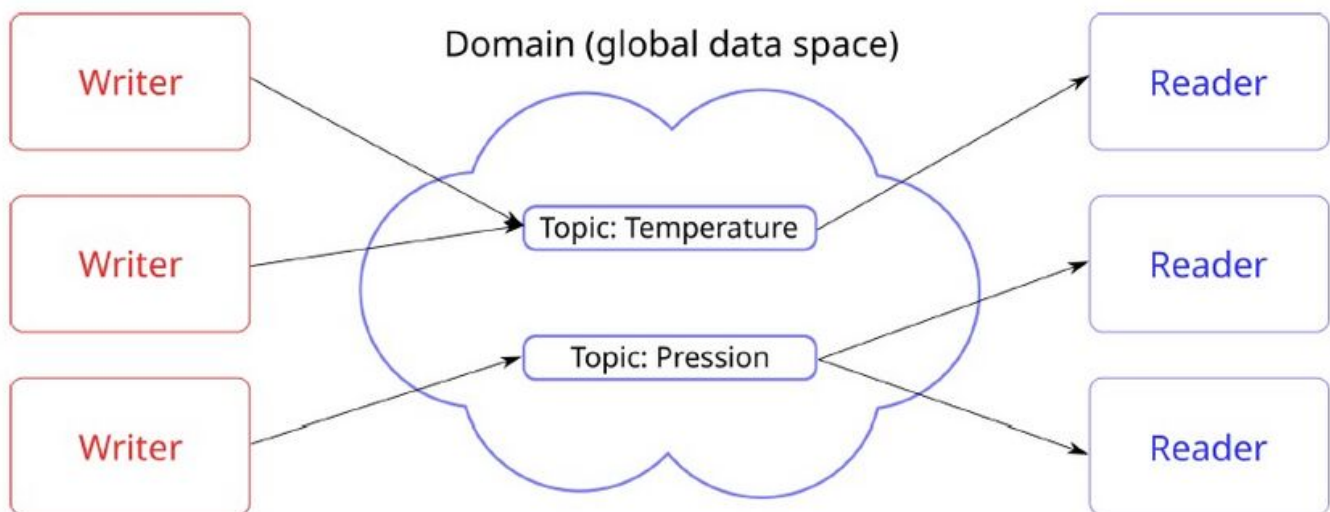 Domain (global data space)
Writer
Reader
Topic: Temperature
Writer
Reader
Topic: Pression
Writer
Reader